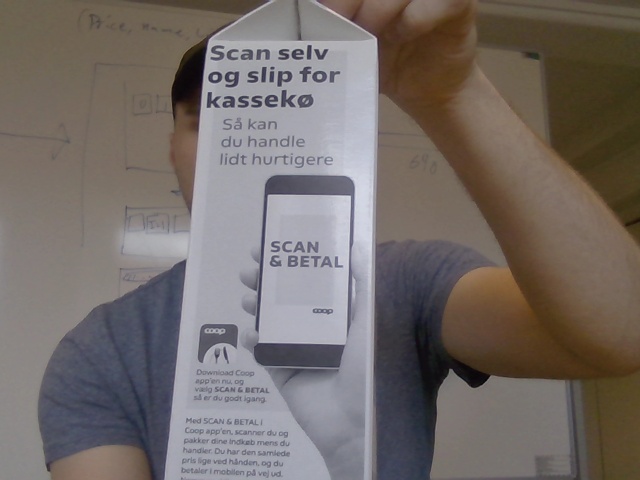 Scan selv
og slip for
kassekø
Så kan
du handle
lidt hurtigere
SCAN
& BETAL
coop
coop
Download Coop
app'en nu, og
vælg SCAN & BETAL
så er du godt igang.
Med SCAN & BETAL i
Coop app'en, scanner du og
pakker dine indkøb mens du
handler. Du har den samlede
pris lige ved hånden, og du
betaler i mobilen på vej ud.